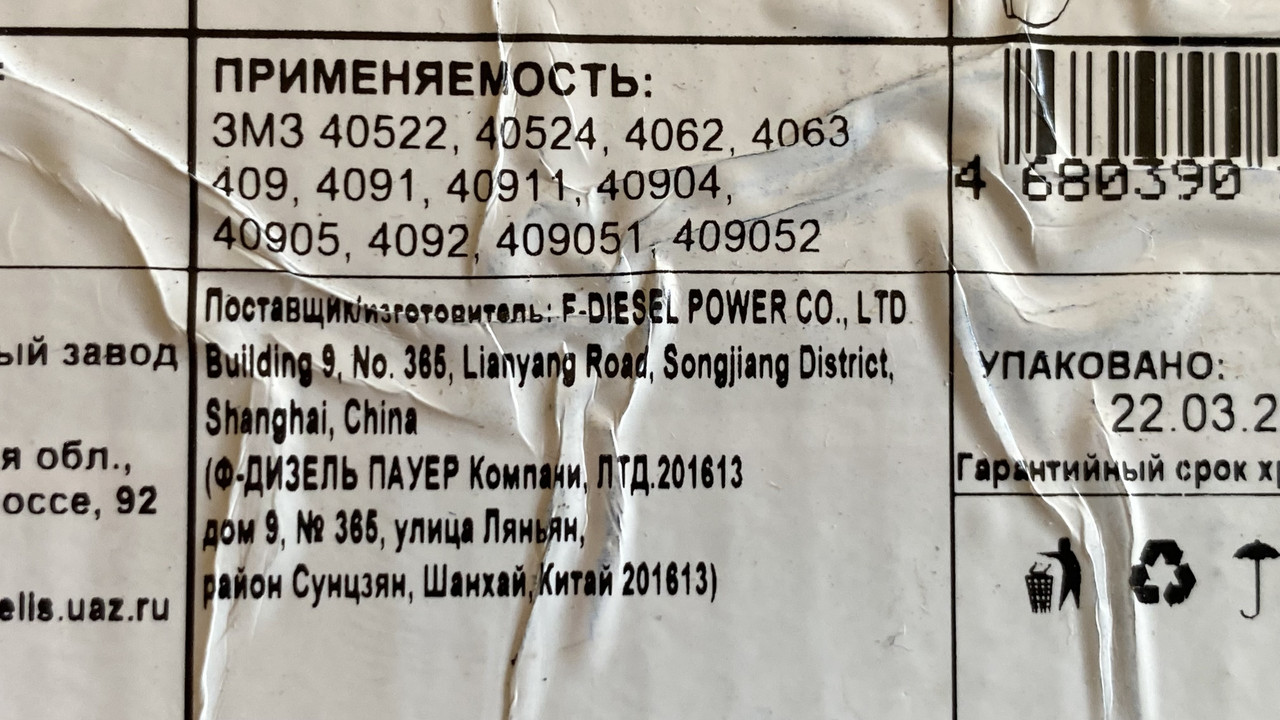 ПРИМЕНЯЕМОСТЬ:
ЗМЗ 40522, 40524, 4062, 4063
409, 4091, 40911, 40904,
40905, 4092, 409051, 409052
4 680390
Поставщик/изготовитель: F-DIESEL POWER CO., LTD
Building 9, No. 365, Lianyang Road, Songjiang District,
Shanghai, China
(Ф-ДИЗЕЛЬ ПАУЕР Компани, ЛТД.201613
дом 9, № 365, улица Ляньян,
район Сунцзян, Шанхай,Китай 201613)
ый завод
я обл.,
оссе, 92
elis.uaz.ru
УПАКОВАНО:
22.03.2
Гарантийный срок